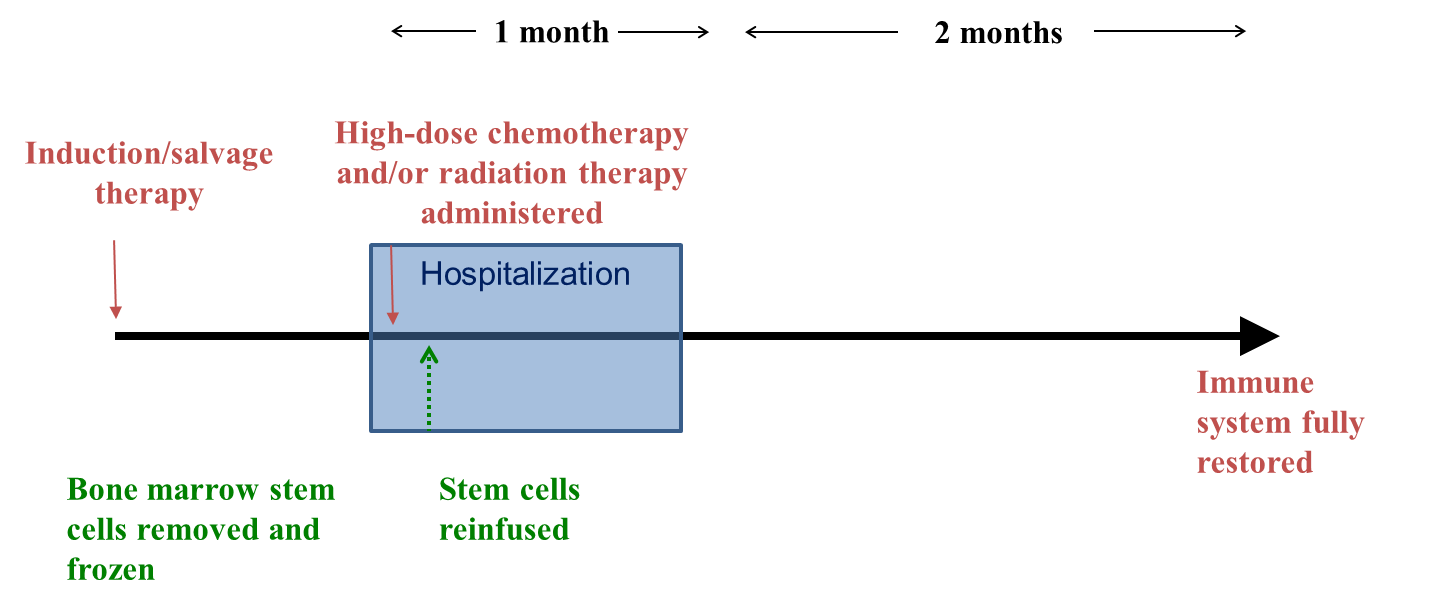 1 month
2 months
Induction/salvage
therapy
High-dose chemotherapy
and/or radiation therapy
administered
Hospitalization
Immune
system fully
restored
Bone marrow stem
cells removed and
frozen
Stem cells
reinfused